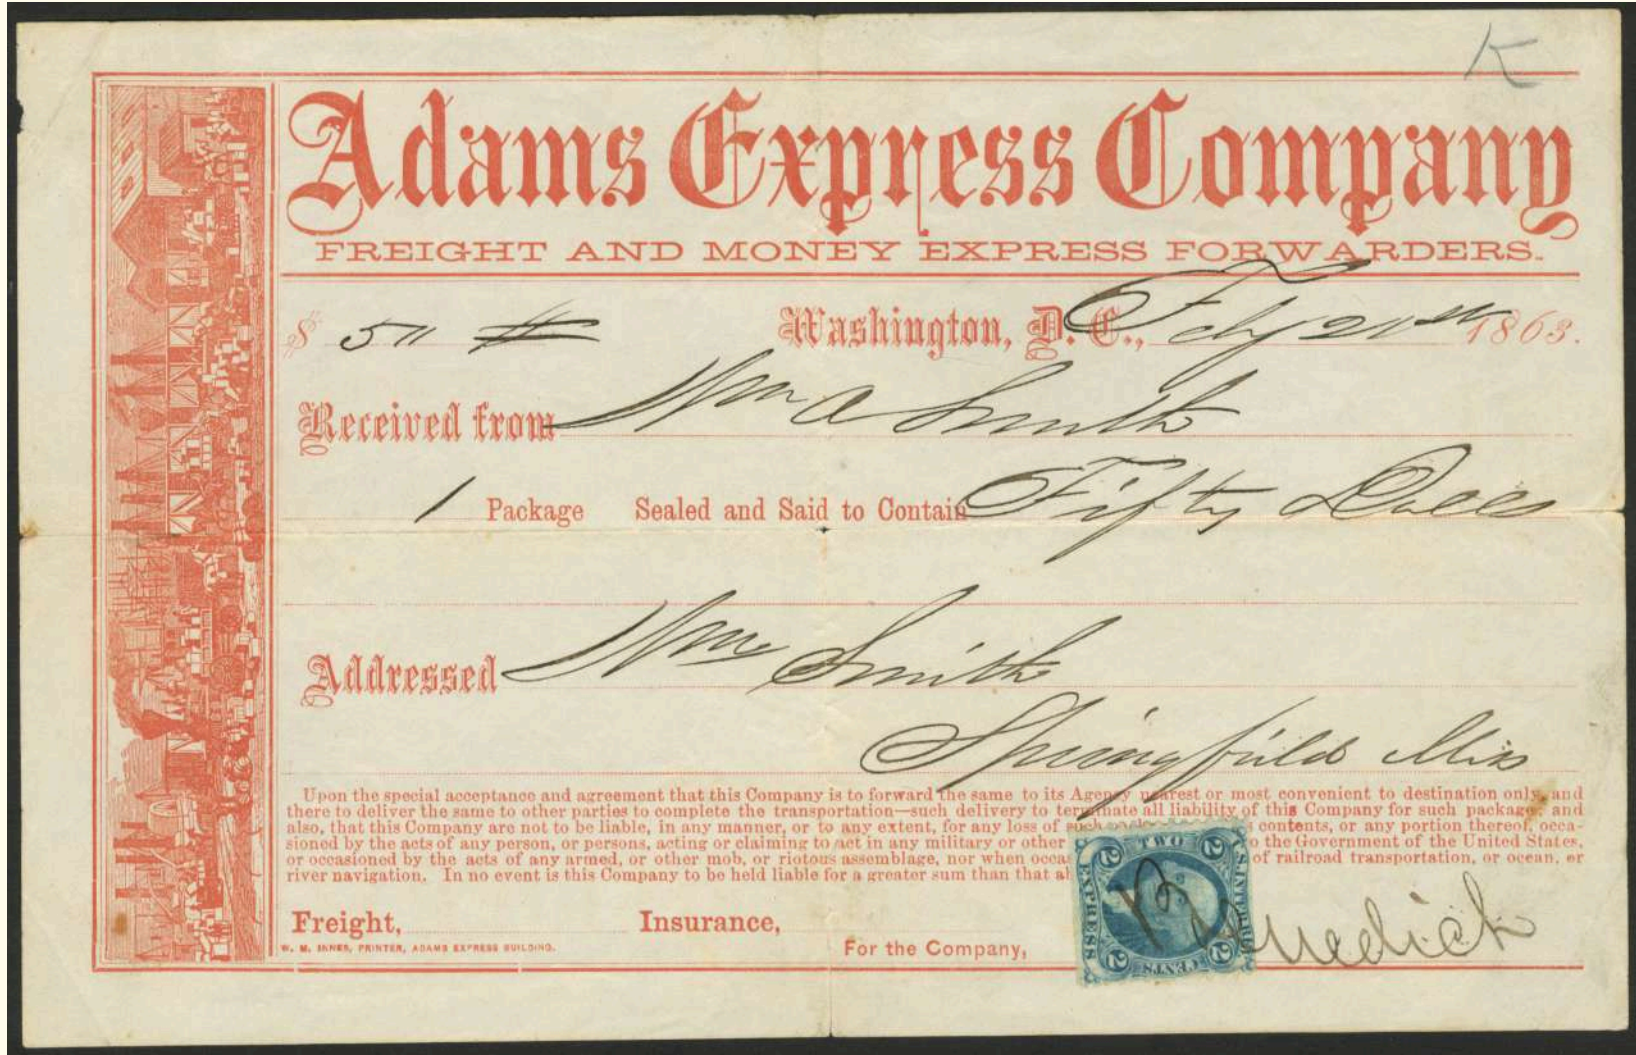 K
Adams Express Company
FREIGHT AND MONEY EXPRESS FORWARDERS.
$ 50 Washington, D. C., Feby 1863.
Received from Wm A Smith
1 Package Sealed and Said to Contain Fifty Dolls
Addressed Wm Smith
Springfield
Upon the special acceptance and agreement that this Company is to forward the same to its Agency nearest or most convenient to destination only, and
there to deliver the same to other parties to complete the transportation—such delivery to terminate all liability of this Company for such package; and
also, that this Company are not to be liable, in any manner, or to any extent, for any loss of such contents, or any portion thereof, occa-
sioned by the acts of any person, or persons, acting or claiming to act in any military or other to the Government of the United States,
or occasioned by the acts of any armed, or other mob, or riotous assemblage, nor when occa of railroad transportation, or ocean, or
river navigation. In no event is this Company to be held liable for a greater sum than that ab
2 TWO 2
EXPRESS U.S. INTER. REV.
2 CENTS 2
Freight, Insurance,
W. M. INNES, PRINTER, ADAMS EXPRESS BUILDING.
For the Company,